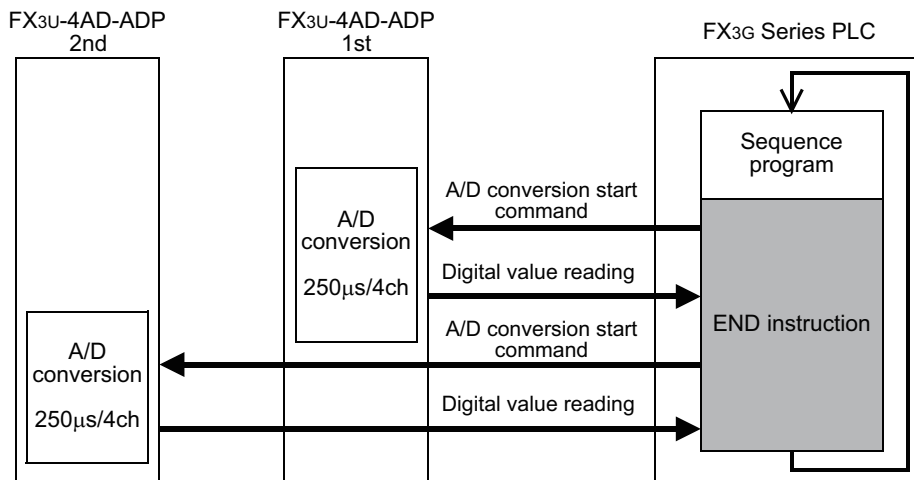 FX3U-4AD-ADP
2nd
FX3U-4AD-ADP
1st
FX3G Series PLC
Sequence
program
A/D conversion start
command
A/D
conversion
250µs/4ch
Digital value reading
END instruction
A/D conversion start
command
A/D
conversion
250µs/4ch
Digital value reading